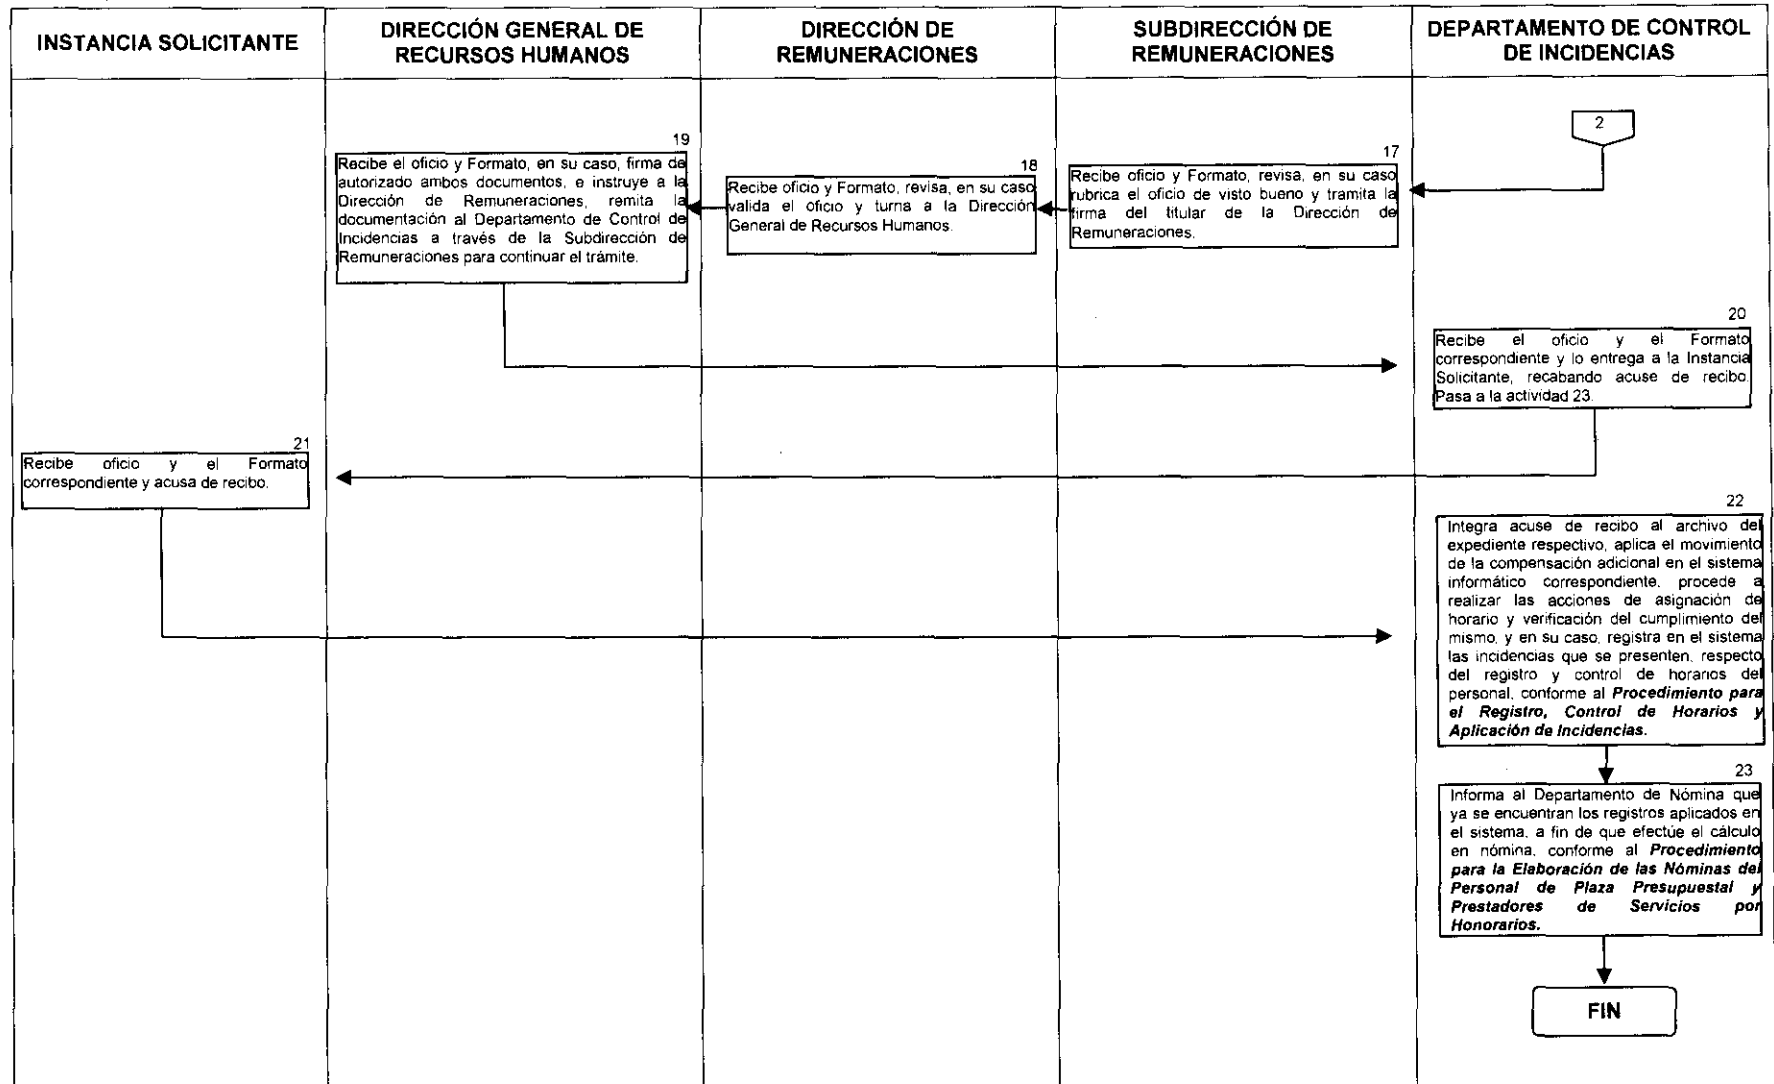 INSTANCIA SOLICITANTE
DIRECCIÓN GENERAL DE
RECURSOS HUMANOS
DIRECCIÓN DE
REMUNERACIONES
SUBDIRECCIÓN DE
REMUNERACIONES
DEPARTAMENTO DE CONTROL
DE INCIDENCIAS
2
17
Recibe oficio y Formato, revisa, en su caso
rubrica el oficio de visto bueno y tramita la
firma del titular de la Dirección de
Remuneraciones.
18
Recibe oficio y Formato, revisa, en su caso
valida el oficio y turna a la Dirección
General de Recursos Humanos.
19
Recibe el oficio y Formato, en su caso, firma de
autorizado ambos documentos, e instruye a la
Dirección de Remuneraciones, remita la
documentación al Departamento de Control de
Incidencias a través de la Subdirección de
Remuneraciones para continuar el trámite.
20
Recibe el oficio y el Formato
correspondiente y lo entrega a la Instancia
Solicitante, recabando acuse de recibo.
Pasa a la actividad 23.
21
Recibe oficio y el Formato
correspondiente y acusa de recibo.
22
Integra acuse de recibo al archivo del
expediente respectivo, aplica el movimiento
de la compensación adicional en el sistema
informático correspondiente, procede a
realizar las acciones de asignación de
horario y verificación del cumplimiento del
mismo, y en su caso, registra en el sistema
las incidencias que se presenten, respecto
del registro y control de horarios del
personal, conforme al Procedimiento para
el Registro, Control de Horarios y
Aplicación de Incidencias.
23
Informa al Departamento de Nómina que
ya se encuentran los registros aplicados en
el sistema, a fin de que efectúe el cálculo
en nómina, conforme al Procedimiento
para la Elaboración de las Nóminas del
Personal de Plaza Presupuestal y
Prestadores de Servicios por
Honorarios.
FIN